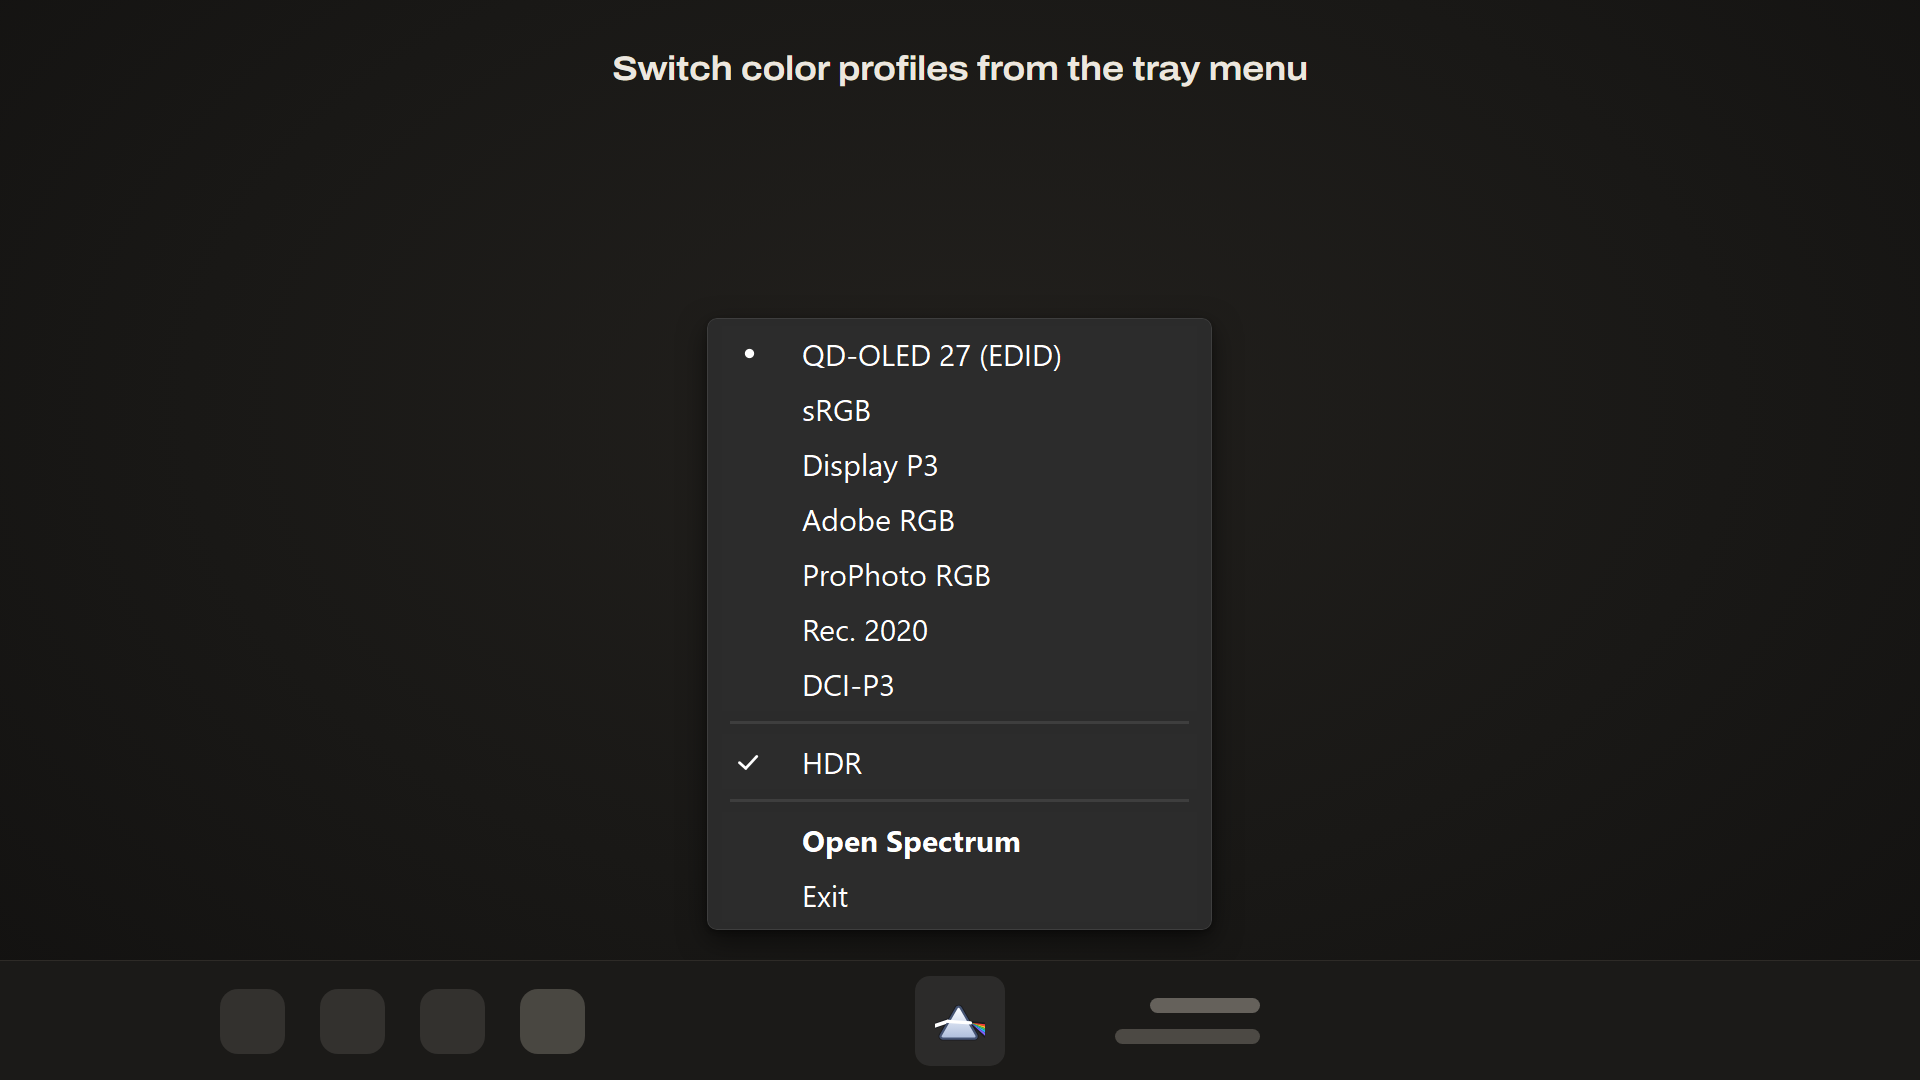 Switch color profiles from the tray menu
QD-OLED 27 (EDID)
sRGB
Display P3
Adobe RGB
ProPhoto RGB
Rec. 2020
DCI-P3
HDR
Open Spectrum
Exit